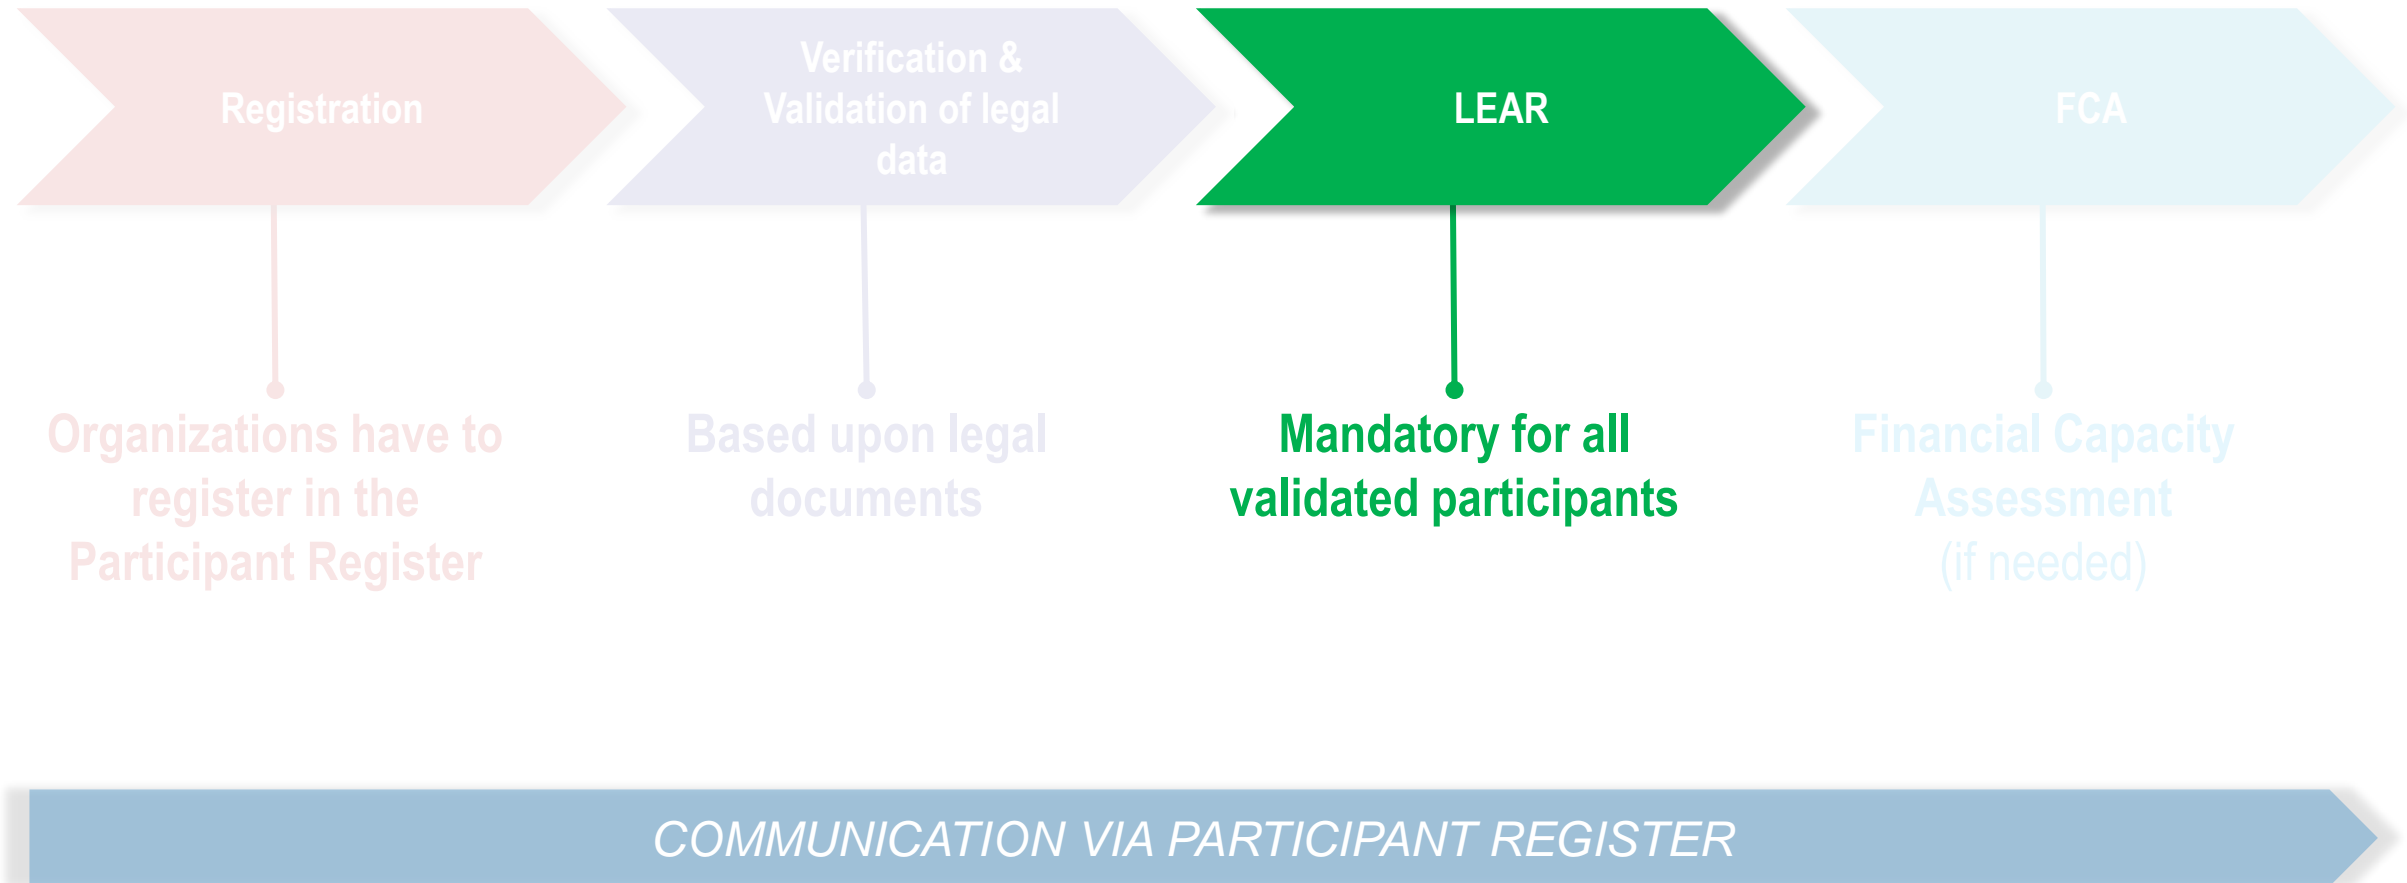 Registration
Verification &
Validation of legal
data
LEAR
FCA
Organizations have to
register in the
Participant Register
Based upon legal
documents
Mandatory for all
validated participants
Financial Capacity
Assessment
(if needed)
COMMUNICATION VIA PARTICIPANT REGISTER